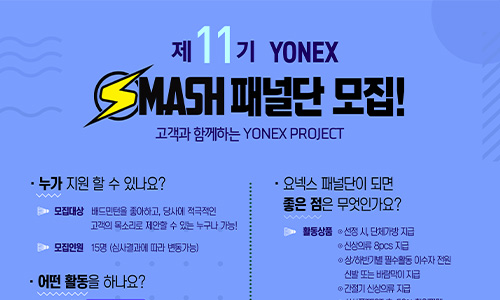 제11기 YONEX
SMASH 패널단 모집!
고객과 함께하는 YONEX PROJECT
· 누가 지원 할 수 있나요?
모집대상 배드민턴을 좋아하고, 당사에 적극적인
고객의 목소리로 제안할 수 있는 누구나 가능!
모집인원 15명 (심사결과에 따라 변동가능)
· 어떤 활동을 하나요?
· 요넥스 패널단이 되면
좋은 점은 무엇인가요?
활동상품 ※선정 시, 단체가방 지급
※신상의류 8pcs 지급
※상/하반기별 필수활동 이수자 전원
신발 또는 바람막이 지급
※간절기 신상의류 지급